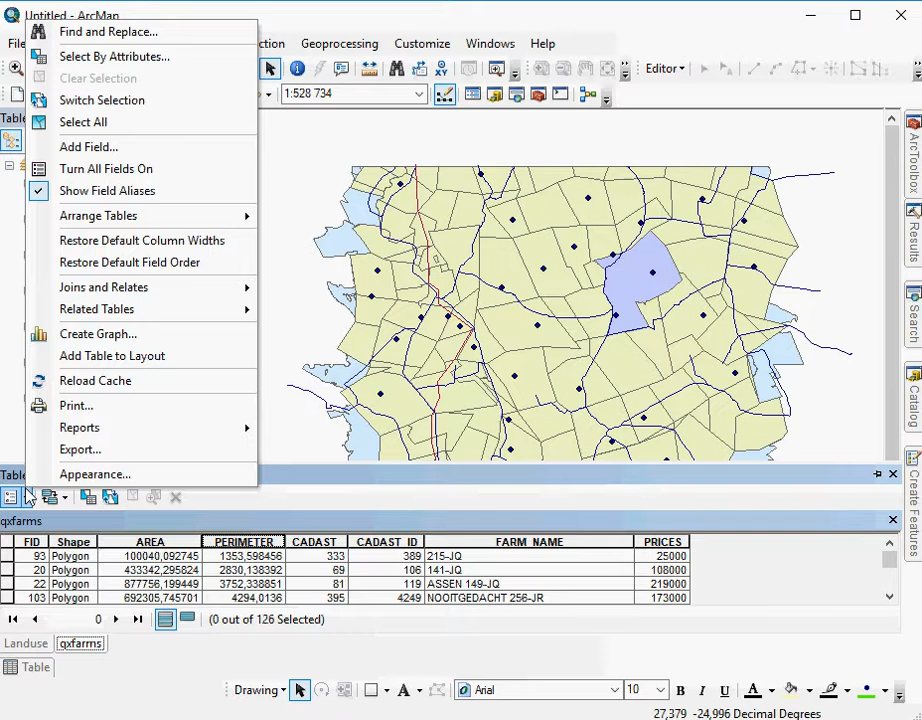 Untitled - ArcMap
Fil
ction Geoprocessing Customize Windows Help
Editor
1:528 734
Table
Find and Replace...
Select By Attributes...
Clear Selection
Switch Selection
Select All
Add Field...
Turn All Fields On
Show Field Aliases
Arrange Tables
Restore Default Column Widths
Restore Default Field Order
Joins and Relates
Related Tables
Create Graph...
Add Table to Layout
Reload Cache
Print...
Reports
Export...
Appearance...
ArcToolbox
Results
Search
Catalog
Create Features
Table
qxfarms
FID Shape AREA PERIMETER CADAST CADAST_ID FARM_NAME PRICES
93 Polygon 100040,092745 1353,598456 333 389 215-JQ 25000
20 Polygon 433342,295824 2830,138392 69 106 141-JQ 108000
22 Polygon 877756,199449 3752,338851 81 119 ASSEN 149-JQ 219000
103 Polygon 692305,745701 4294,0136 395 4249 NOOITGEDACHT 256-JR 173000
0 (0 out of 126 Selected)
Landuse qxfarms
Table
Drawing A Arial 10 B I U A A
27,379 -24,996 Decimal Degrees